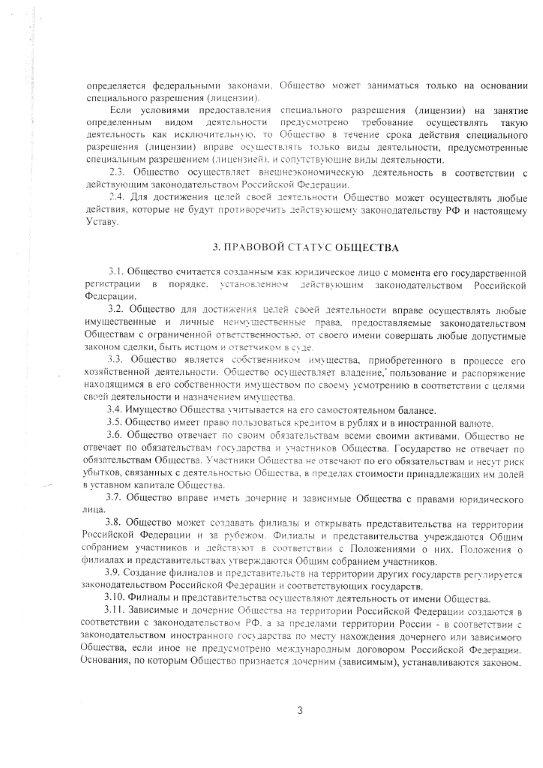 определяется федеральными законами, Общество может заниматься только на основании
специального разрешения (лицензии).
Если условиями предоставления специального разрешения (лицензии) на занятие
определенным видом деятельности предусмотрено требование осуществлять такую
деятельность как исключительную, то Общество в течение срока действия специального
разрешения (лицензии) вправе осуществлять только виды деятельности, предусмотренные
специальным разрешением (лицензией), и сопутствующие виды деятельности.
2.3. Общество осуществляет внешнеэкономическую деятельность в соответствии с
действующим законодательством Российской Федерации.
2.4. Для достижения целей своей деятельности Общество может осуществлять любые
действия, которые не будут противоречить действующему законодательству РФ и настоящему
Уставу.
3. ПРАВОВОЙ СТАТУС ОБЩЕСТВА
3.1. Общество считается созданным как юридическое лицо с момента его государственной
регистрации в порядке, установленном действующим законодательством Российской
Федерации.
3.2. Общество для достижения целей своей деятельности вправе осуществлять любые
имущественные и личные неимущественные права, предоставляемые законодательством
Обществам с ограниченной ответственностью, от своего имени совершать любые допустимые
законом сделки, быть истцом и ответчиком в суде.
3.3. Общество является собственником имущества, приобретенного в процессе его
хозяйственной деятельности. Общество осуществляет владение, пользование и распоряжение
находящимся в его собственности имуществом по своему усмотрению в соответствии с целями
своей деятельности и назначением имущества.
3.4. Имущество Общества учитывается на его самостоятельном балансе.
3.5. Общество имеет право пользоваться кредитом в рублях и в иностранной валюте.
3.6. Общество отвечает по своим обязательствам всеми своими активами. Общество не
отвечает по обязательствам государства и участников Общества. Государство не отвечает по
обязательствам Общества. Участники Общества не отвечают по его обязательствам и несут риск
убытков, связанных с деятельностью Общества, в пределах стоимости принадлежащих им долей
в уставном капитале Общества.
3.7. Общество вправе иметь дочерние и зависимые Общества с правами юридического
лица.
3.8. Общество может создавать филиалы и открывать представительства на территории
Российской Федерации и за рубежом. Филиалы и представительства учреждаются Общим
собранием участников и действуют в соответствии с Положениями о них. Положения о
филиалах и представительствах утверждаются Общим собранием участников.
3.9. Создание филиалов и представительств на территории других государств регулируется
законодательством Российской Федерации и соответствующих государств.
3.10. Филиалы и представительства осуществляют деятельность от имени Общества.
3.11. Зависимые и дочерние Общества на территории Российской Федерации создаются в
соответствии с законодательством РФ, а за пределами территории России - в соответствии с
законодательством иностранного государства по месту нахождения дочернего или зависимого
Общества, если иное не предусмотрено международным договором Российской Федерации.
Основания, по которым Общество признается дочерним (зависимым), устанавливаются законом.
3